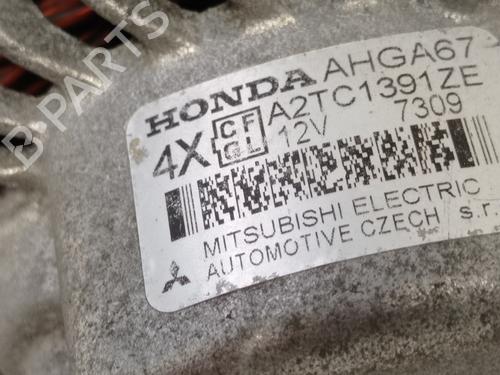 HONDA AHGA67
4X CF GL A2TC1391ZE
12V 7309
MITSUBISHI ELECTRIC
AUTOMOTIVE CZECH s.r.
B-PARTS